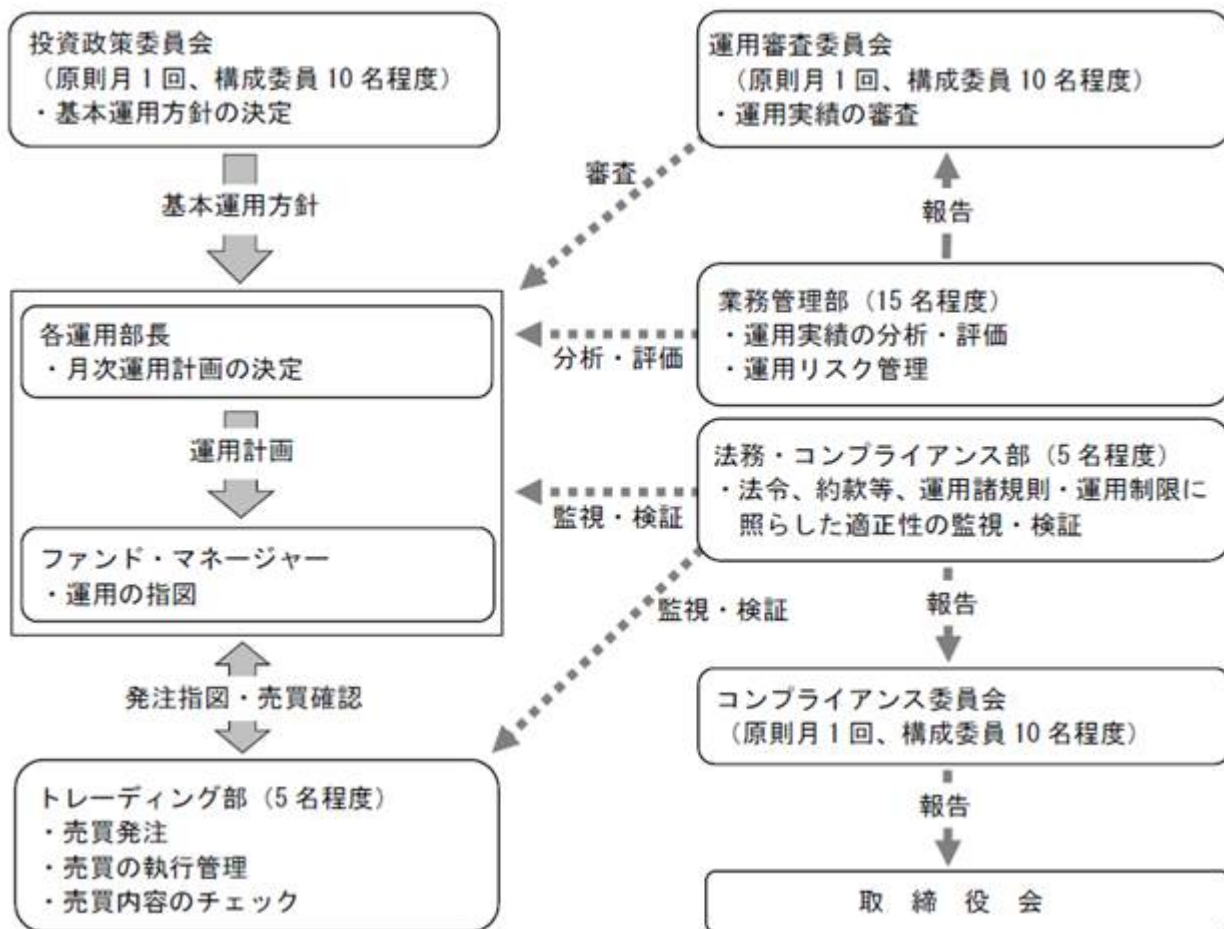 投資政策委員会
（原則月1回、構成委員10名程度）
・基本運用方針の決定
基本運用方針
各運用部長
・月次運用計画の決定
運用計画
ファンド・マネージャー
・運用の指図
発注指図・売買確認
トレーディング部（5名程度）
・売買発注
・売買の執行管理
・売買内容のチェック
運用審査委員会
（原則月1回、構成委員10名程度）
・運用実績の審査
審査
報告
業務管理部（15名程度）
・運用実績の分析・評価
・運用リスク管理
分析・評価
法務・コンプライアンス部（5名程度）
・法令、約款等、運用諸規則・運用制限に
照らした適正性の監視・検証
監視・検証
監視・検証
報告
コンプライアンス委員会
（原則月1回、構成委員10名程度）
報告
取締役会